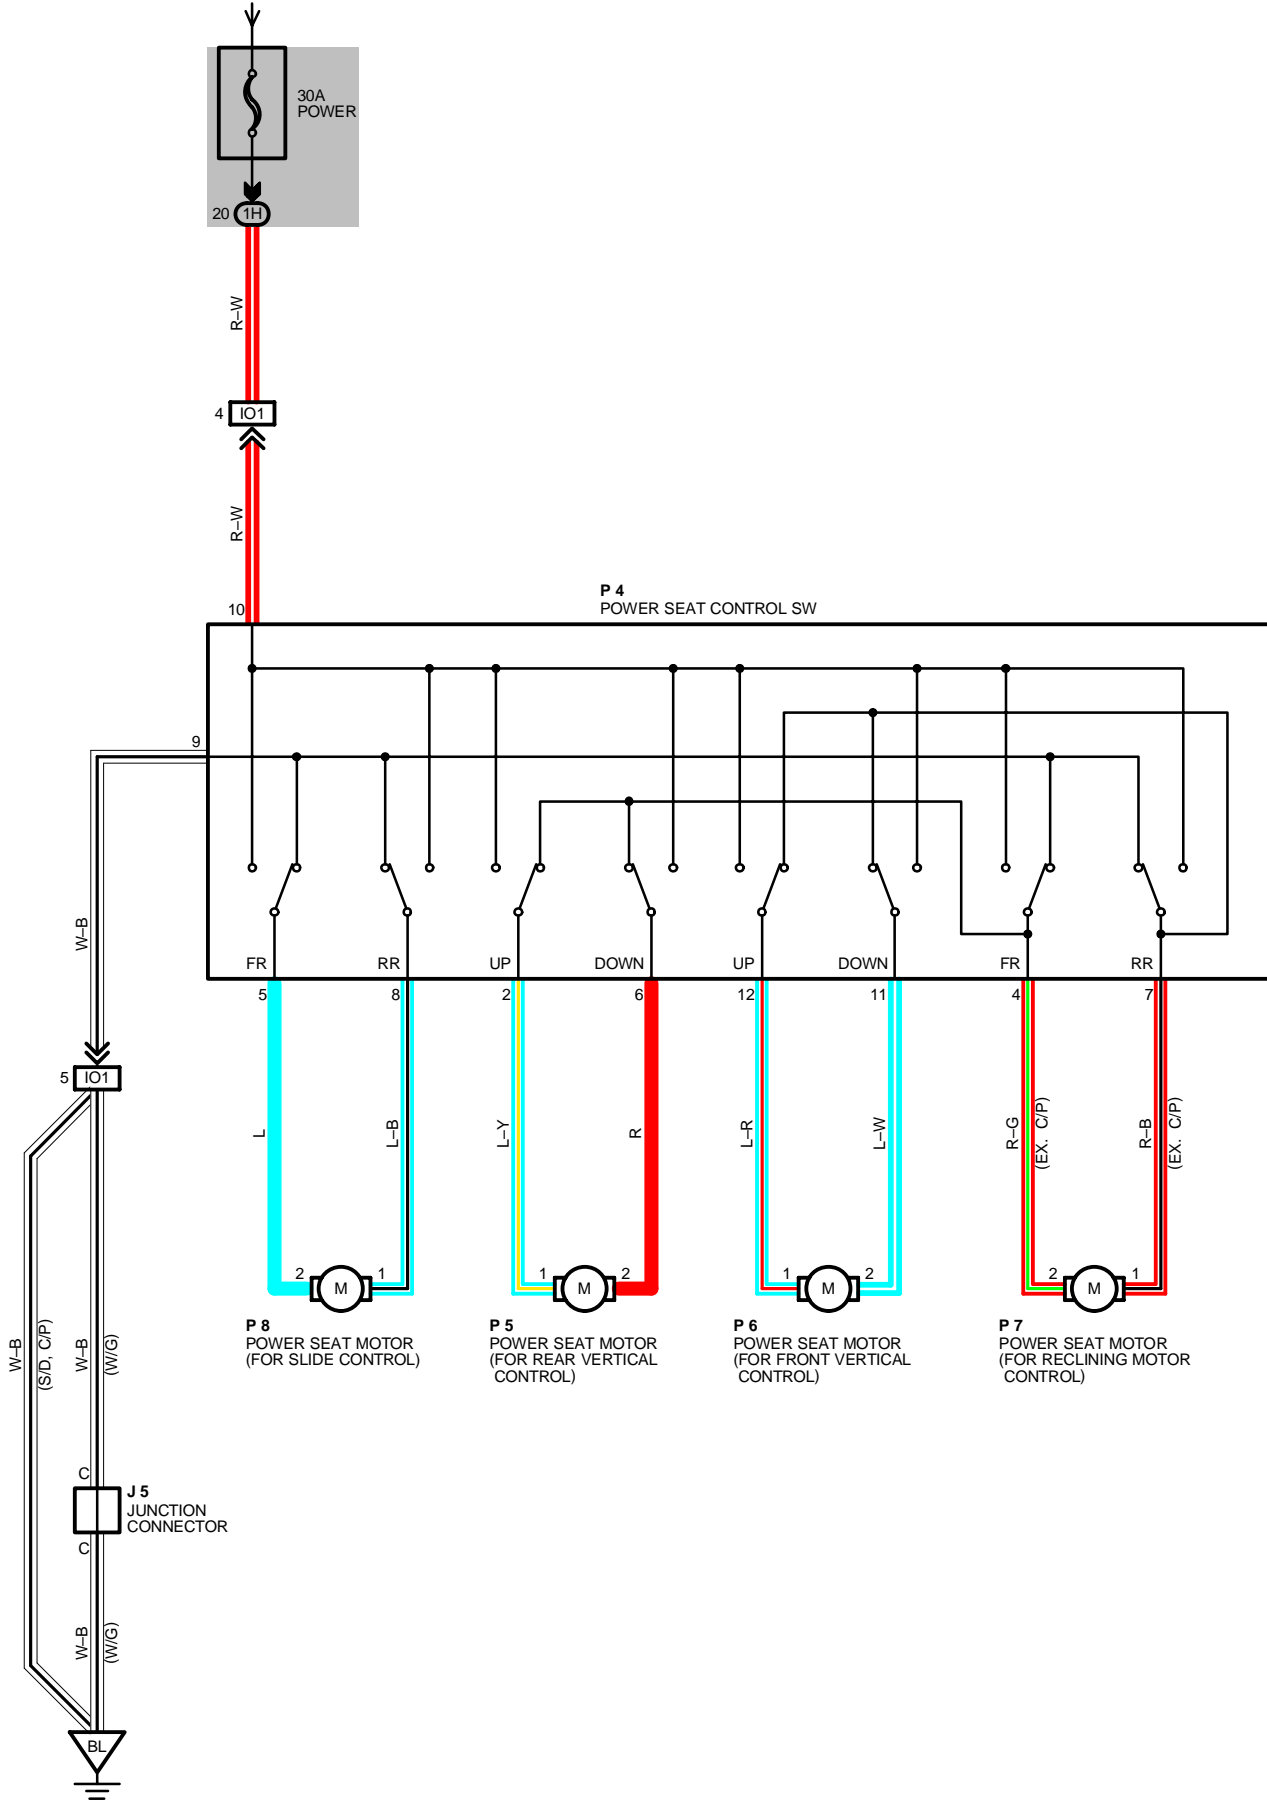 30A
POWER
20 1H
R–W
4 IO1
R–W
P 4
POWER SEAT CONTROL SW
10
9
W–B
FR RR UP DOWN UP DOWN FR RR
5 8 2 6 12 11 4 7
5 IO1
L
L–B
L–Y
R
L–R
L–W
R–G
(EX. C/P)
R–B
(EX. C/P)
2 M 1
1 M 2
1 M 2
2 M 1
P 8
POWER SEAT MOTOR
(FOR SLIDE CONTROL)
P 5
POWER SEAT MOTOR
(FOR REAR VERTICAL
CONTROL)
P 6
POWER SEAT MOTOR
(FOR FRONT VERTICAL
CONTROL)
P 7
POWER SEAT MOTOR
(FOR RECLINING MOTOR
CONTROL)
W–B
(S/D, C/P)
W–B
(W/G)
C
J 5
JUNCTION
CONNECTOR
C
W–B
(W/G)
BL